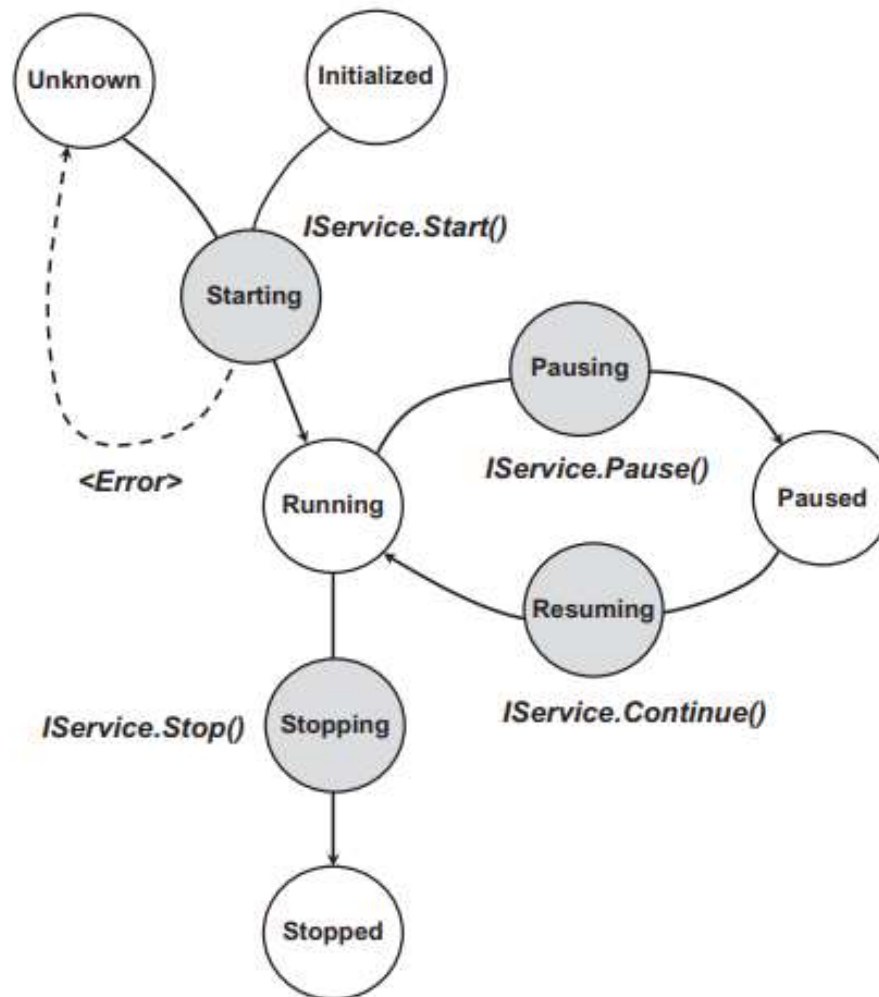 Unknown
Initialized
IService.Start()
Starting
Pausing
<Error>
IService.Pause()
Running
Paused
Resuming
IService.Stop()
Stopping
IService.Continue()
Stopped